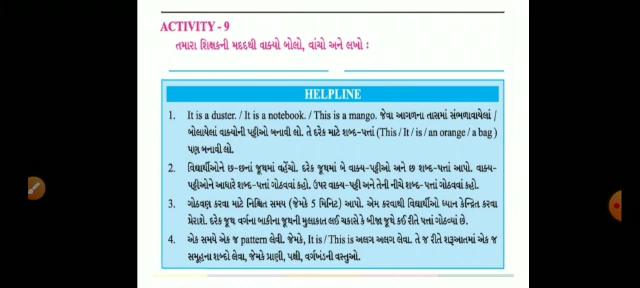 ACTIVITY - 9
તમારા શિક્ષકની મદદથી વાક્યો બોલો, વાંચો અને લખો :
HELPLINE
1. It is a duster. / It is a notebook. / This is a mango. જેવા આગળના તાસમાં સંભળાવાયેલાં /
બોલાયેલાં વાક્યોની પટ્ટીઓ બનાવી લો. તે દરેક માટે શબ્દ-પત્તાં (This / It / is / an orange / a bag)
પણ બનાવી લો.
2. વિદ્યાર્થીઓને છ-છનાં જૂથમાં વહેંચો. દરેક જૂથમાં બે વાક્ય-પટ્ટીઓ અને છ શબ્દ-પત્તાં આપો. વાક્ય-
પટ્ટીઓને આધારે શબ્દ-પત્તાં ગોઠવવાં કહો. ઉપર વાક્ય-પટ્ટી અને તેની નીચે શબ્દ-પત્તાં ગોઠવવાં કહો.
3. ગોઠવણ કરવા માટે નિશ્ચિત સમય (જેમકે 5 મિનિટ) આપો. એમ કરવાથી વિદ્યાર્થીઓ ધ્યાન કેન્દ્રિત કરવા
પ્રેરાશે. દરેક જૂથ વર્ગના બાકીના જૂથની મુલાકાત લઈ ચકાસે કે બીજા જૂથે કઈ રીતે પત્તાં ગોઠવ્યાં છે.
4. એક સમયે એક જ pattern લેવી. જેમકે, It is / This is અલગ અલગ લેવા. તે જ રીતે શરૂઆતમાં એક જ
સમૂહના શબ્દો લેવા, જેમકે પ્રાણી, પક્ષી, વર્ગખંડની વસ્તુઓ.